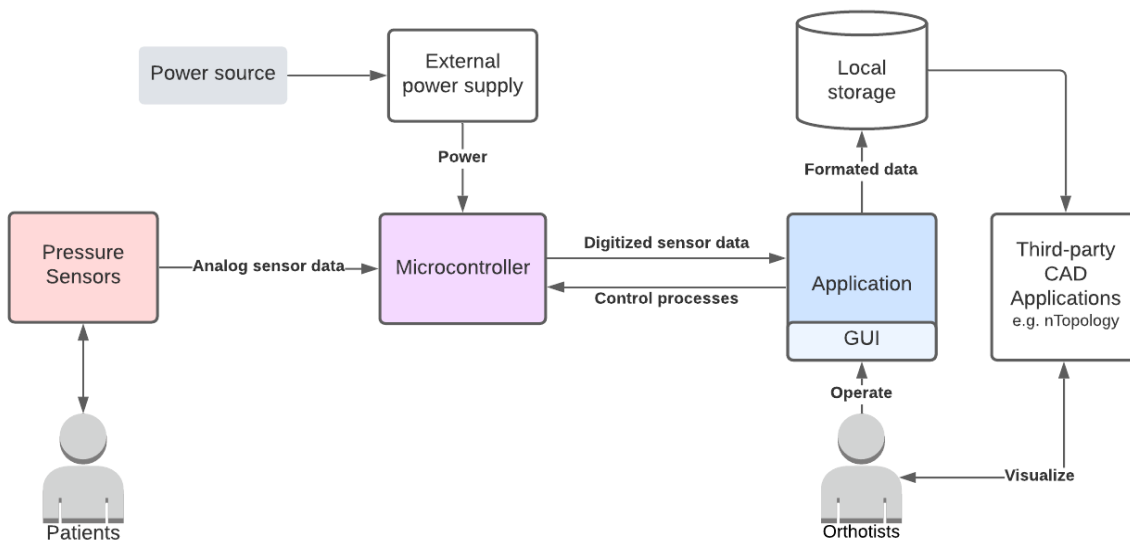 Power source
External
power supply
Local
storage
Power
Formated data
Pressure
Sensors
Analog sensor data
Microcontroller
Digitized sensor data
Control processes
Application
GUI
Third-party
CAD
Applications
e.g. nTopology
Operate
Visualize
Patients
Orthotists